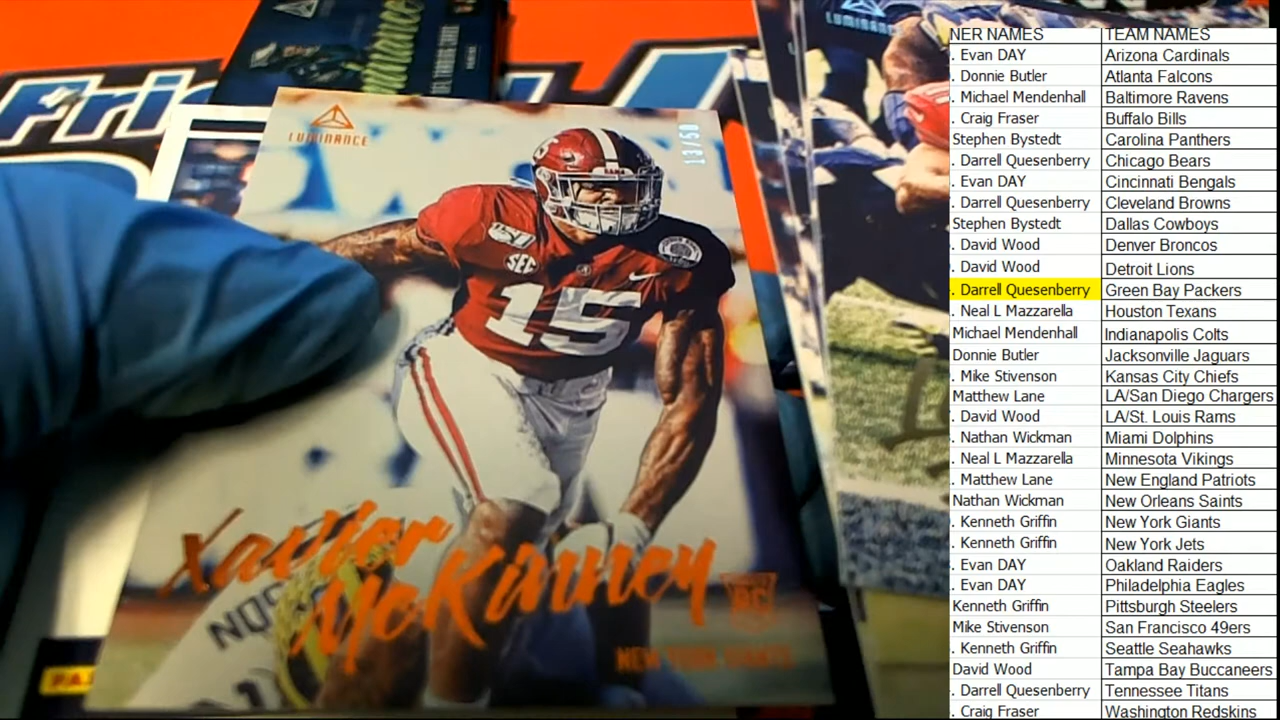 Frie
LUMINANCE
13/50
LUMINANCE
15
BAMA
150
SEC
15
Xavier
McKinney
RC
NEW YORK GIANTS
PA
NER NAMES TEAM NAMES
. Evan DAY Arizona Cardinals
. Donnie Butler Atlanta Falcons
. Michael Mendenhall Baltimore Ravens
. Craig Fraser Buffalo Bills
Stephen Bystedt Carolina Panthers
. Darrell Quesenberry Chicago Bears
. Evan DAY Cincinnati Bengals
. Darrell Quesenberry Cleveland Browns
Stephen Bystedt Dallas Cowboys
. David Wood Denver Broncos
. David Wood Detroit Lions
. Darrell Quesenberry Green Bay Packers
. Neal L Mazzarella Houston Texans
Michael Mendenhall Indianapolis Colts
Donnie Butler Jacksonville Jaguars
. Mike Stivenson Kansas City Chiefs
Matthew Lane LA/San Diego Chargers
. David Wood LA/St. Louis Rams
. Nathan Wickman Miami Dolphins
. Neal L Mazzarella Minnesota Vikings
. Matthew Lane New England Patriots
Nathan Wickman New Orleans Saints
. Kenneth Griffin New York Giants
. Kenneth Griffin New York Jets
. Evan DAY Oakland Raiders
. Evan DAY Philadelphia Eagles
Kenneth Griffin Pittsburgh Steelers
Mike Stivenson San Francisco 49ers
. Kenneth Griffin Seattle Seahawks
David Wood Tampa Bay Buccaneers
. Darrell Quesenberry Tennessee Titans
. Craig Fraser Washington Redskins